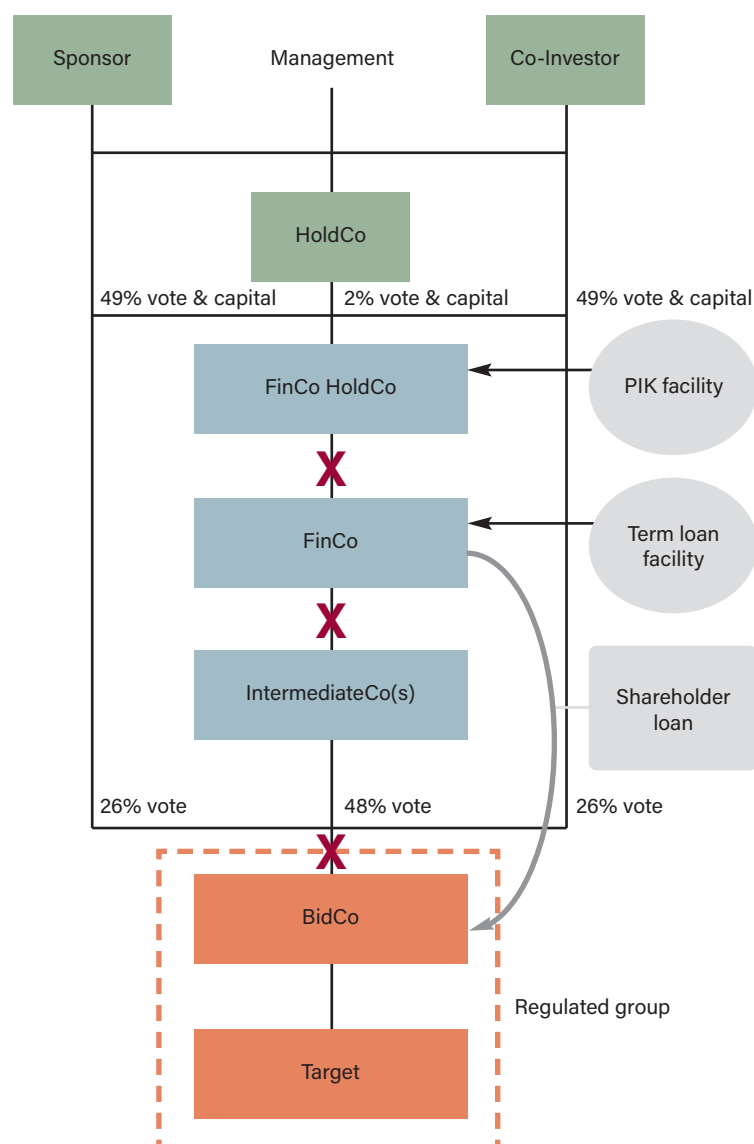 Sponsor
Management
Co-Investor
HoldCo
49% vote & capital
2% vote & capital
49% vote & capital
FinCo HoldCo
PIK facility
X
FinCo
Term loan
facility
X
IntermediateCo(s)
Shareholder
loan
26% vote
48% vote
26% vote
X
BidCo
Regulated group
Target